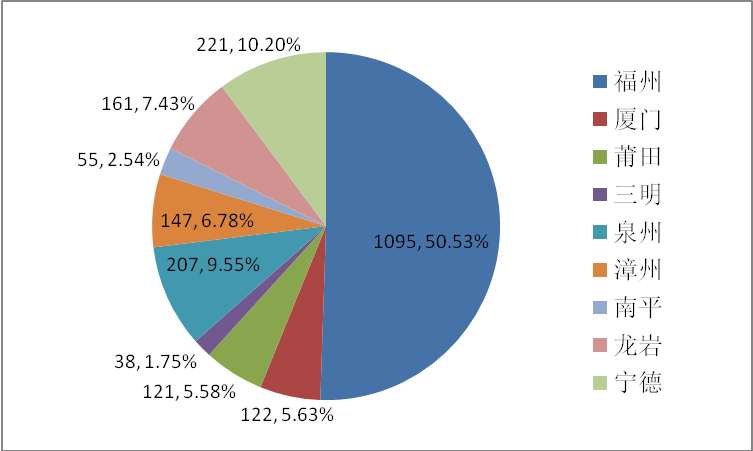 221, 10.20%
161, 7.43%
55, 2.54%
147, 6.78%
207, 9.55%
38, 1.75%
121, 5.58%
122, 5.63%
1095, 50.53%
福州
厦门
莆田
三明
泉州
漳州
南平
龙岩
宁德